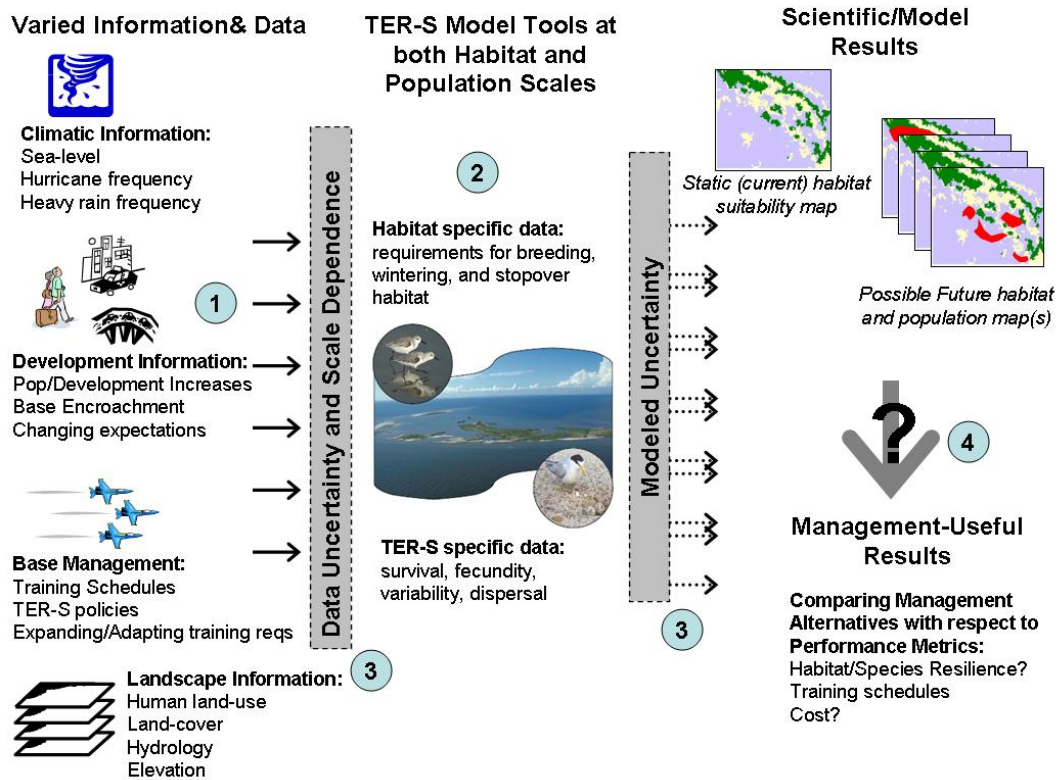 Varied Information& Data
Climatic Information:
Sea-level
Hurricane frequency
Heavy rain frequency
1
Development Information:
Pop/Development Increases
Base Encroachment
Changing expectations
Base Management:
Training Schedules
TER-S policies
Expanding/Adapting training reqs
Landscape Information:
Human land-use
Land-cover
Hydrology
Elevation
Data Uncertainty and Scale Dependence
3
TER-S Model Tools at
both Habitat and
Population Scales
2
Habitat specific data:
requirements for breeding,
wintering, and stopover
habitat
TER-S specific data:
survival, fecundity,
variability, dispersal
Modeled Uncertainty
3
Scientific/Model
Results
Static (current) habitat
suitability map
Possible Future habitat
and population map(s)
?
4
Management-Useful
Results
Comparing Management
Alternatives with respect to
Performance Metrics:
Habitat/Species Resilience?
Training schedules
Cost?